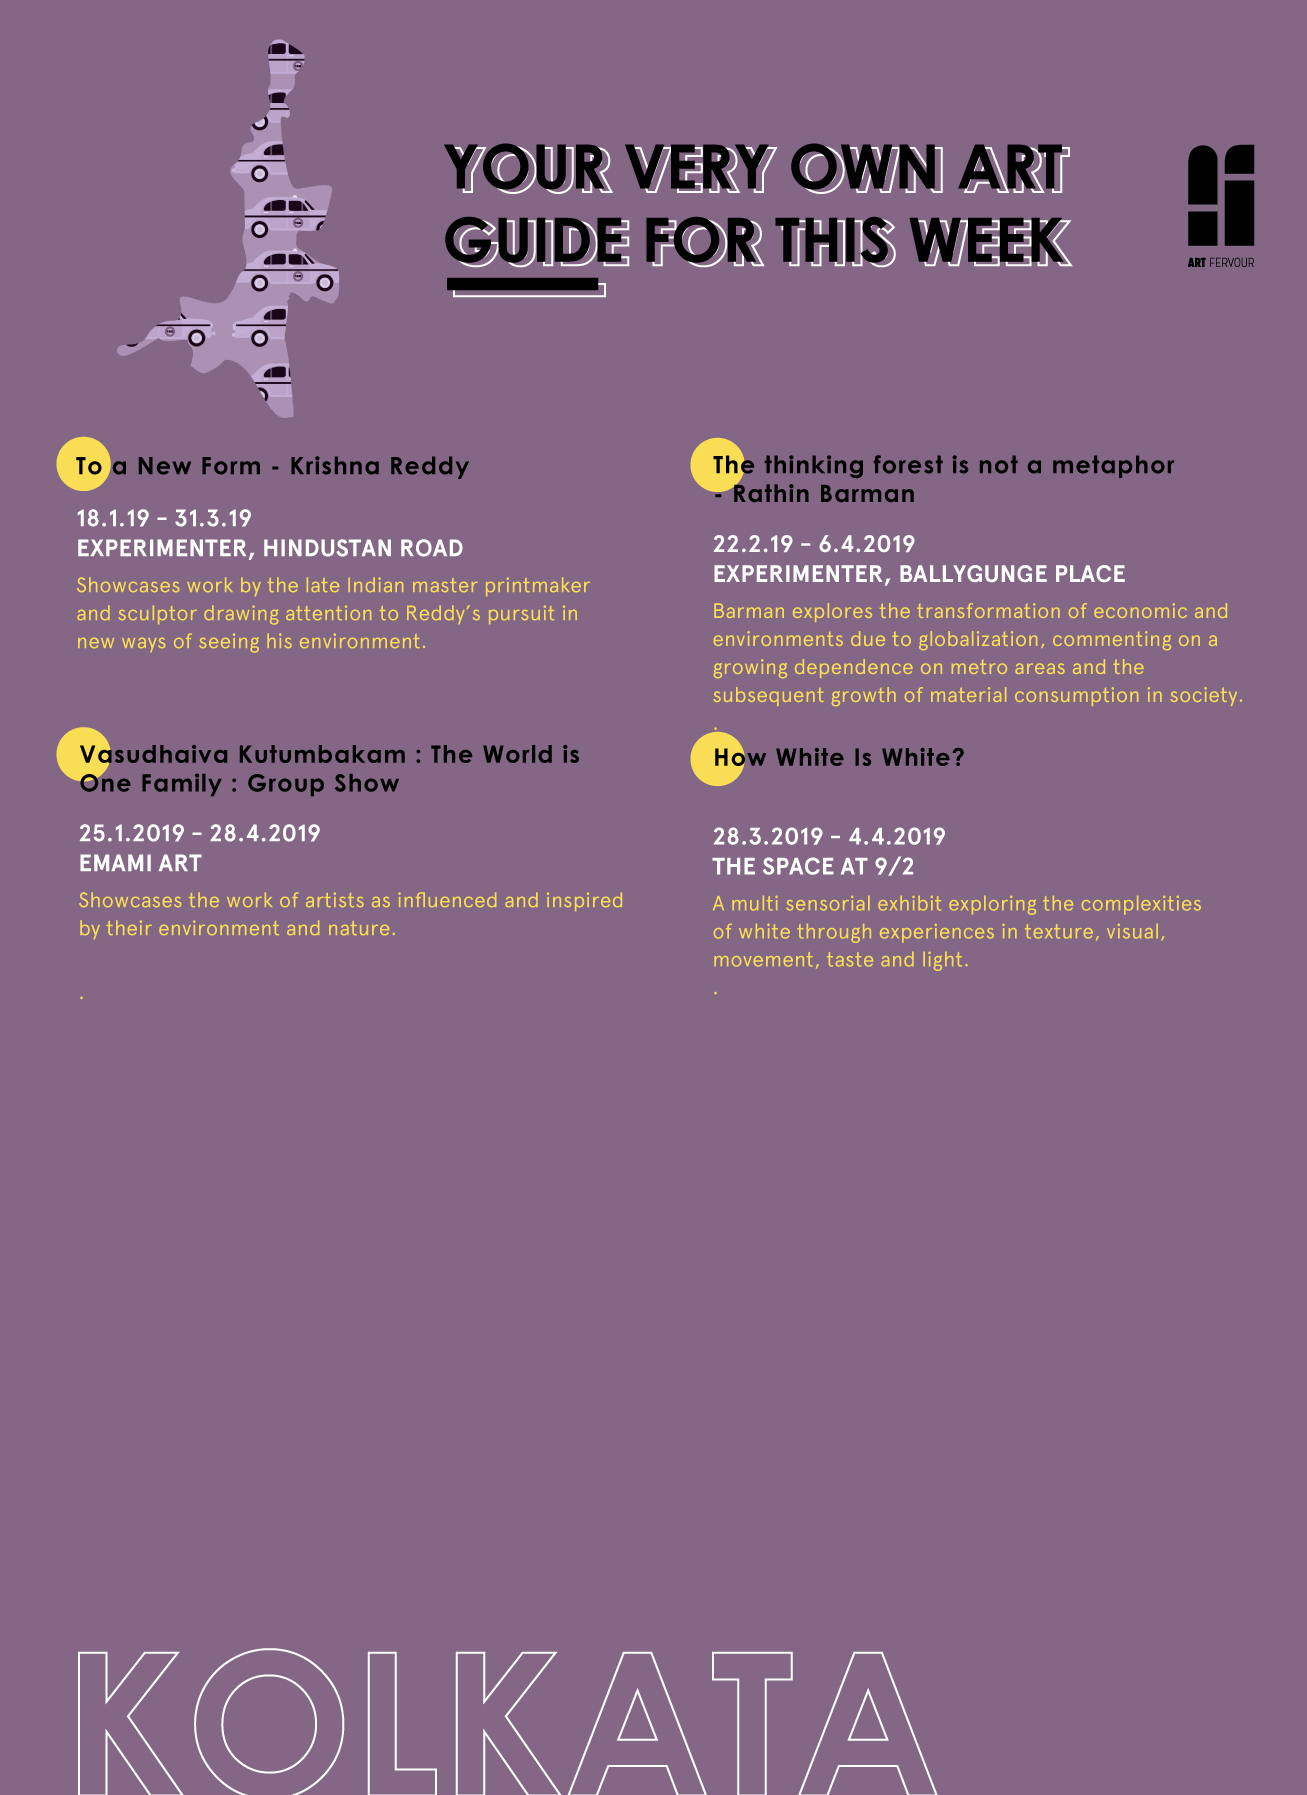 YOUR VERY OWN ART
GUIDE FOR THIS WEEK
ART FERVOUR
To a New Form - Krishna Reddy
18.1.19 – 31.3.19
EXPERIMENTER, HINDUSTAN ROAD
Showcases work by the late Indian master printmaker
and sculptor drawing attention to Reddy’s pursuit in
new ways of seeing his environment.
The thinking forest is not a metaphor
- Rathin Barman
22.2.19 – 6.4.2019
EXPERIMENTER, BALLYGUNGE PLACE
Barman explores the transformation of economic and
environments due to globalization, commenting on a
growing dependence on metro areas and the
subsequent growth of material consumption in society.
.
Vasudhaiva Kutumbakam : The World is
One Family : Group Show
25.1.2019 – 28.4.2019
EMAMI ART
Showcases the work of artists as influenced and inspired
by their environment and nature.
.
How White Is White?
28.3.2019 – 4.4.2019
THE SPACE AT 9/2
A multi sensorial exhibit exploring the complexities
of white through experiences in texture, visual,
movement, taste and light.
.
KOLKATA